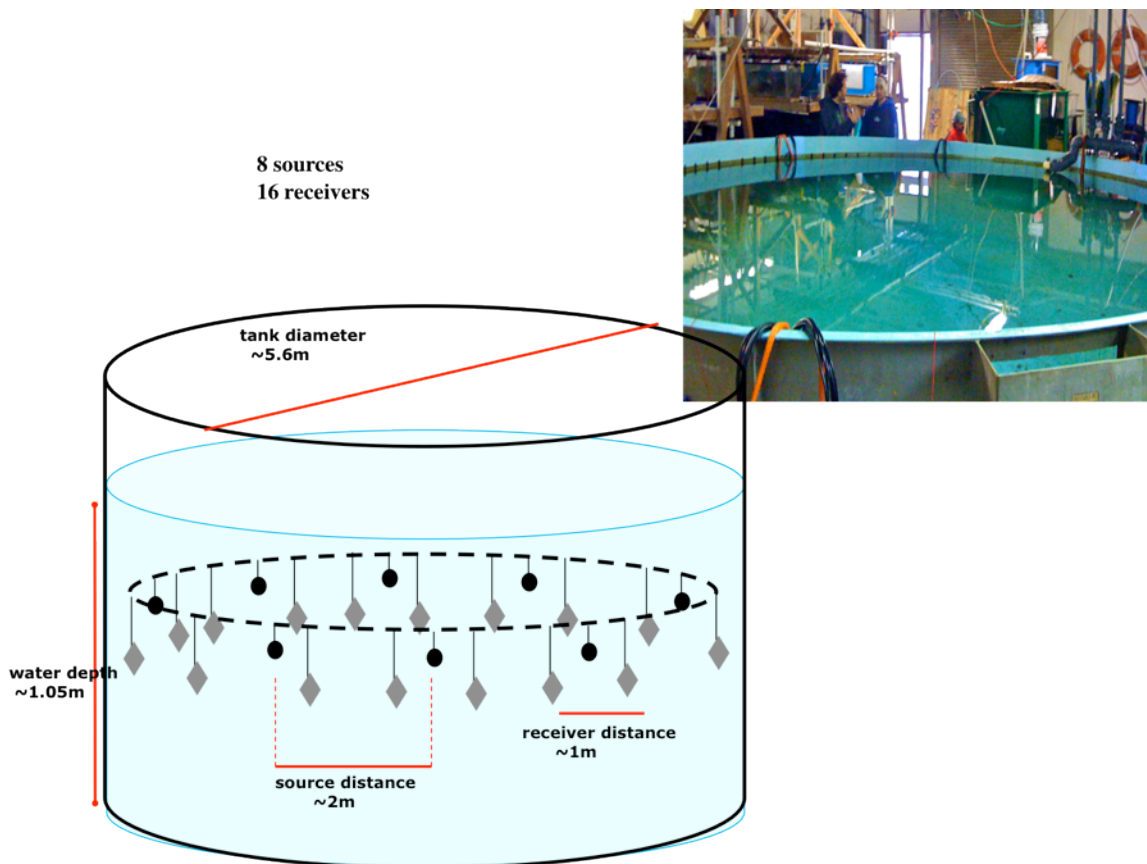 8 sources
16 receivers
tank diameter
~5.6m
water depth
~1.05m
receiver distance
~1m
source distance
~2m